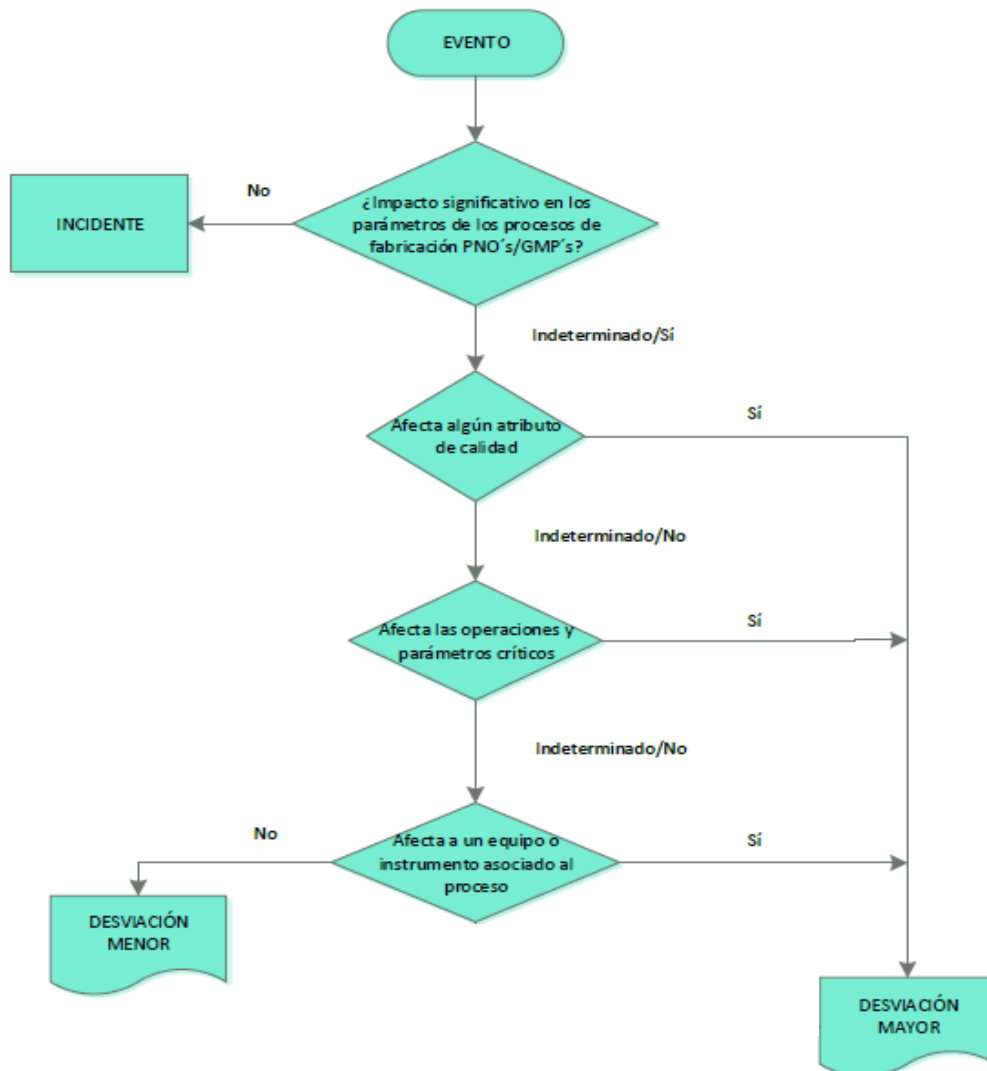 EVENTO
¿Impacto significativo en los
parámetros de los procesos de
fabricación PNO´s/GMP´s?
No
INCIDENTE
Indeterminado/Sí
Afecta algún atributo
de calidad
Sí
Indeterminado/No
Afecta las operaciones y
parámetros críticos
Sí
Indeterminado/No
Afecta a un equipo o
instrumento asociado al
proceso
No
Sí
DESVIACIÓN
MENOR
DESVIACIÓN
MAYOR